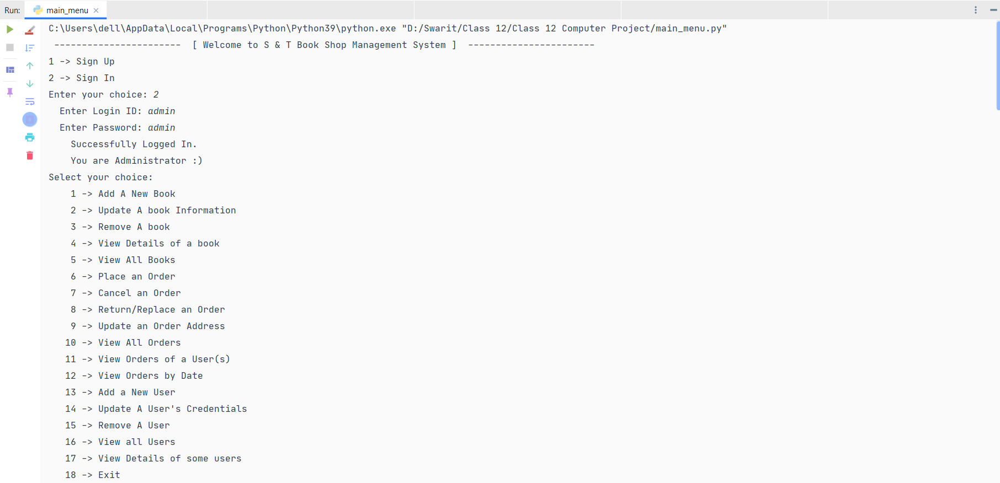 Run: main_menu
C:\Users\dell\AppData\Local\Programs\Python\Python39\python.exe "D:/Swarit/Class 12/Class 12 Computer Project/main_menu.py"
----------------------- [ Welcome to S & T Book Shop Management System ] -----------------------
1 -> Sign Up
2 -> Sign In
Enter your choice: 2
Enter Login ID: admin
Enter Password: admin
Successfully Logged In.
You are Administrator :)
Select your choice:
1 -> Add A New Book
2 -> Update A book Information
3 -> Remove A book
4 -> View Details of a book
5 -> View All Books
6 -> Place an Order
7 -> Cancel an Order
8 -> Return/Replace an Order
9 -> Update an Order Address
10 -> View All Orders
11 -> View Orders of a User(s)
12 -> View Orders by Date
13 -> Add a New User
14 -> Update A User's Credentials
15 -> Remove A User
16 -> View all Users
17 -> View Details of some users
18 -> Exit